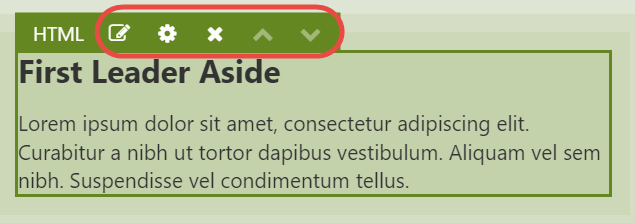 HTML
First Leader Aside
Lorem ipsum dolor sit amet, consectetur adipiscing elit.
Curabitur a nibh ut tortor dapibus vestibulum. Aliquam vel sem
nibh. Suspendisse vel condimentum tellus.